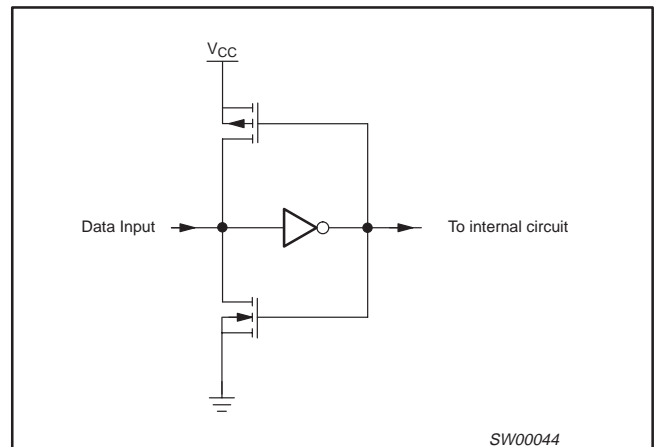 VCC
Data Input
To internal circuit
SW00044